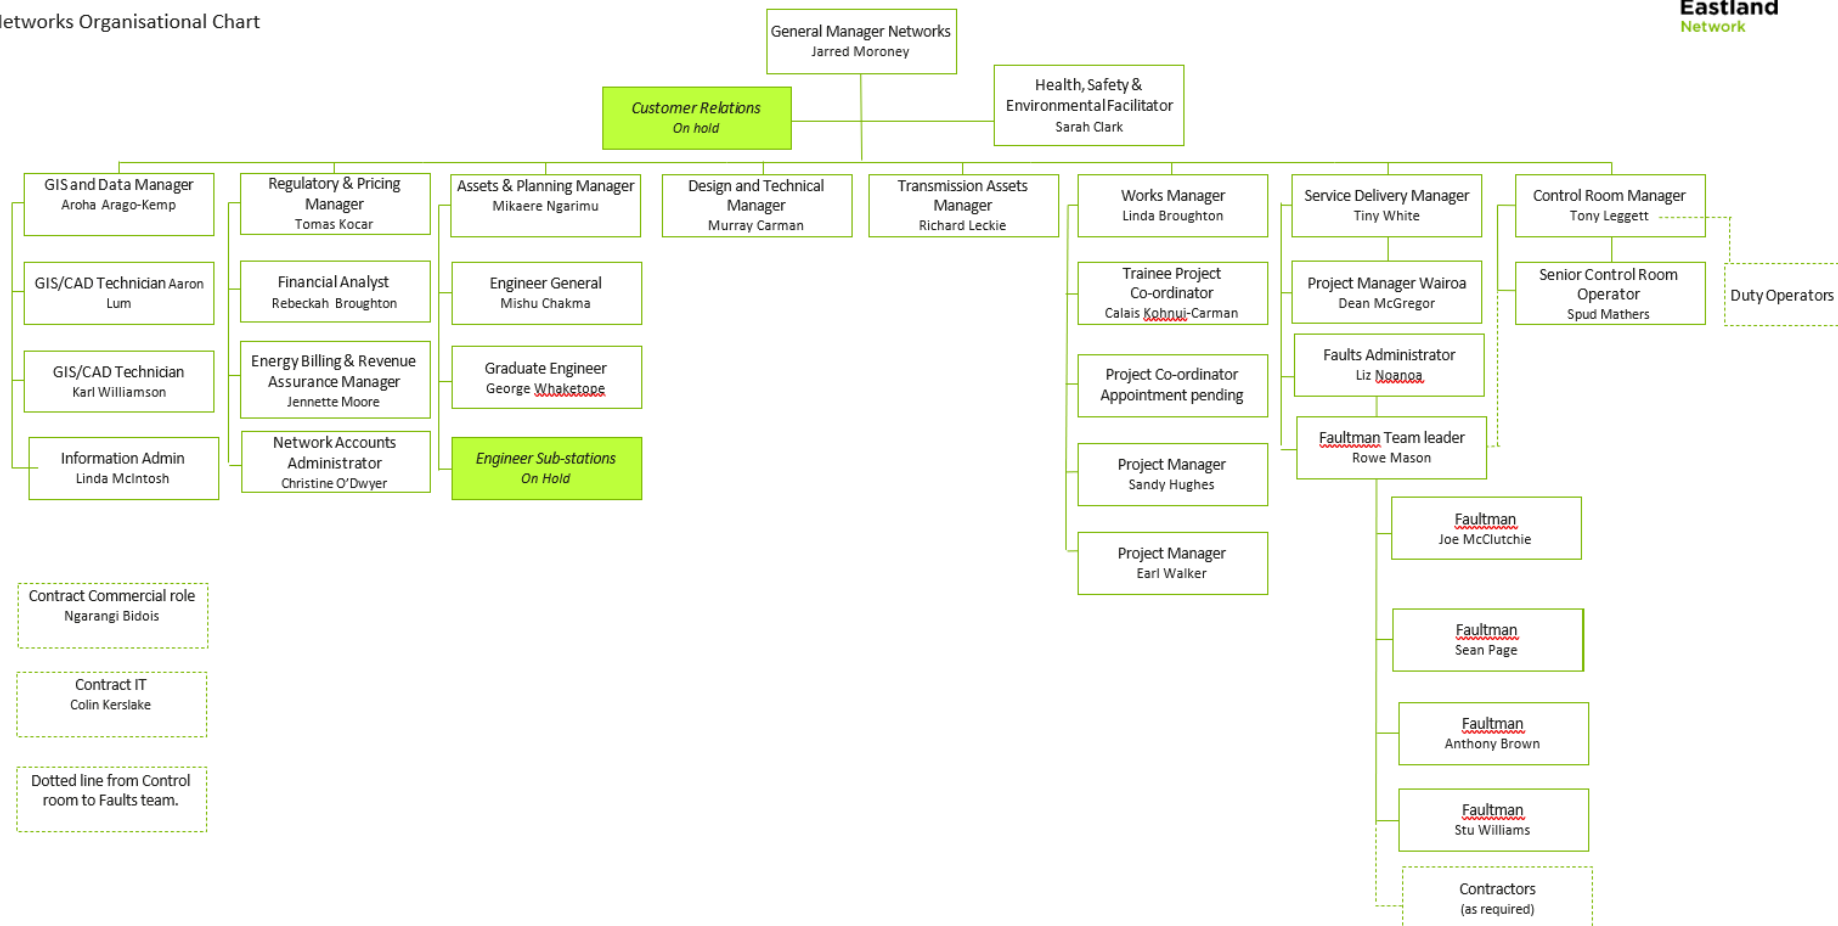 Networks Organisational Chart
Eastland
Network
General Manager Networks
Jarred Moroney
Customer Relations
On hold
Health, Safety &
Environmental Facilitator
Sarah Clark
GIS and Data Manager
Aroha Arago-Kemp
GIS/CAD Technician Aaron
Lum
GIS/CAD Technician
Karl Williamson
Information Admin
Linda McIntosh
Regulatory & Pricing
Manager
Tomas Kocar
Financial Analyst
Rebeckah Broughton
Energy Billing & Revenue
Assurance Manager
Jennette Moore
Network Accounts
Administrator
Christine O'Dwyer
Assets & Planning Manager
Mikaere Ngarimu
Engineer General
Mishu Chakma
Graduate Engineer
George Whaketope
Engineer Sub-stations
On Hold
Design and Technical
Manager
Murray Carman
Transmission Assets
Manager
Richard Leckie
Works Manager
Linda Broughton
Trainee Project
Co-ordinator
Calais Kohnui-Carman
Project Co-ordinator
Appointment pending
Project Manager
Sandy Hughes
Project Manager
Earl Walker
Service Delivery Manager
Tiny White
Project Manager Wairoa
Dean McGregor
Faults Administrator
Liz Noanoa
Faultman Team leader
Rowe Mason
Faultman
Joe McClutchie
Faultman
Sean Page
Faultman
Anthony Brown
Faultman
Stu Williams
Contractors
(as required)
Control Room Manager
Tony Leggett
Senior Control Room
Operator
Spud Mathers
Duty Operators
Contract Commercial role
Ngarangi Bidois
Contract IT
Colin Kerslake
Dotted line from Control
room to Faults team.